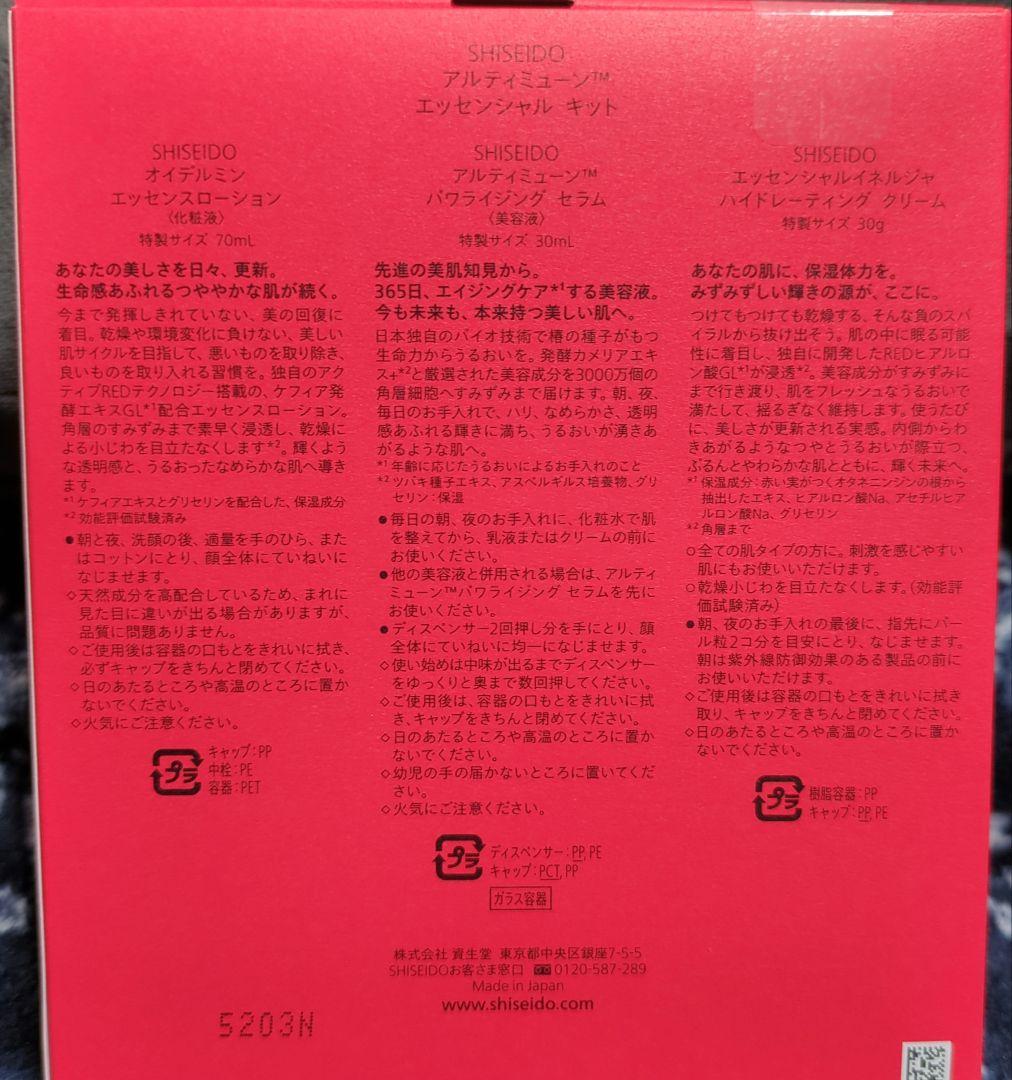 SHISEIDO
アルティミューン™
エッセンシャル キット
SHISEIDO
オイデルミン
エッセンスローション
〈化粧液〉
特製サイズ 70mL
あなたの美しさを日々、更新。
生命感あふれるつややかな肌が続く。
今まで発揮しきれていない、美の回復に
着目。乾燥や環境変化に負けない、美しい
肌サイクルを目指して、悪いものを取り除き、
良いものを取り入れる習慣を。独自のアク
ティブREDテクノロジー搭載の、ケフィア発
酵エキスGL*¹配合エッセンスローション。
角層のすみずみまで素早く浸透し、乾燥に
よる小じわを目立たなくします*²。輝くよう
な透明感と、うるおったなめらかな肌へ導き
ます。
*¹ ケフィアエキスとグリセリンを配合した、保湿成分
*² 効能評価試験済み
●朝と夜、洗顔の後、適量を手のひら、また
はコットンにとり、顔全体にていねいに
なじませます。
◇天然成分を高配合しているため、まれに
見た目に違いが出る場合がありますが、
品質に問題ありません。
◇ご使用後は容器の口もとをきれいに拭き、
必ずキャップをきちんと閉めてください。
◇日のあたるところや高温のところに置か
ないでください。
◇火気にご注意ください。
プラ
キャップ:PP
中栓:PE
容器:PET
SHISEIDO
アルティミューン™
パワライジング セラム
〈美容液〉
特製サイズ 30mL
先進の美肌知見から。
365日、エイジングケア*¹する美容液。
今も未来も、本来持つ美しい肌へ。
日本独自のバイオ技術で椿の種子がもつ
生命力からうるおいを。発酵カメリアエキ
ス+*²と厳選された美容成分を3000万個の
角層細胞へすみずみまで届けます。朝、夜、
毎日のお手入れで、ハリ、なめらかさ、透明
感あふれる輝きに満ち、うるおいが湧きあ
がるような肌へ。
*¹ 年齢に応じたうるおいによるお手入れのこと
*² ツバキ種子エキス、アスペルギルス培養物、グリ
セリン:保湿
●毎日の朝、夜のお手入れに、化粧水で肌
を整えてから、乳液またはクリームの前に
お使いください。
●他の美容液と併用される場合は、アルティ
ミューン™パワライジング セラムを先に
お使いください。
●ディスペンサー2回押し分を手にとり、顔
全体にていねいに均一になじませます。
◇使い始めは中味が出るまでディスペンサー
をゆっくりと奥まで数回押してください。
◇ご使用後は、容器の口もとをきれいに拭
き、キャップをきちんと閉めてください。
◇日のあたるところや高温のところに置か
ないでください。
◇幼児の手の届かないところに置いてくだ
さい。
◇火気にご注意ください。
プラ
ディスペンサー:PP, PE
キャップ:PCT, PP
ガラス容器
SHISEIDO
エッセンシャルイネルジャ
ハイドレーティング クリーム
特製サイズ 30g
あなたの肌に、保湿体力を。
みずみずしい輝きの源が、ここに。
つけてもつけても乾燥する、そんな負のスパ
イラルから抜け出そう。肌の中に眠る可能
性に着目し、独自に開発したREDヒアルロ
ン酸GL*¹が浸透*²。美容成分がすみずみに
まで行き渡り、肌をフレッシュなうるおいで
満たして、揺るぎなく維持します。使うたび
に、美しさが更新される実感。内側からわ
きあがるようなつやとうるおいが際立つ、
ぷるんとやわらかな肌とともに、輝く未来へ。
*¹ 保湿成分:赤い実がつくオタネニンジンの根から
抽出したエキス、ヒアルロン酸Na、アセチルヒア
ルロン酸Na、グリセリン
*² 角層まで
○全ての肌タイプの方に。刺激を感じやすい
肌にもお使いいただけます。
○乾燥小じわを目立たなくします。(効能評
価試験済み)
●朝、夜のお手入れの最後に、指先にパー
ル粒2コ分を目安にとり、なじませます。
朝は紫外線防御効果のある製品の前に
お使いいただけます。
◇ご使用後は容器の口もとをきれいに拭き
取り、キャップをきちんと閉めてください。
◇日のあたるところや高温のところに置か
ないでください。
プラ
樹脂容器:PP
キャップ:PP, PE
株式会社 資生堂 東京都中央区銀座7-5-5
SHISEIDOお客さま窓口 0120-587-289
Made in Japan
www.shiseido.com
5203N